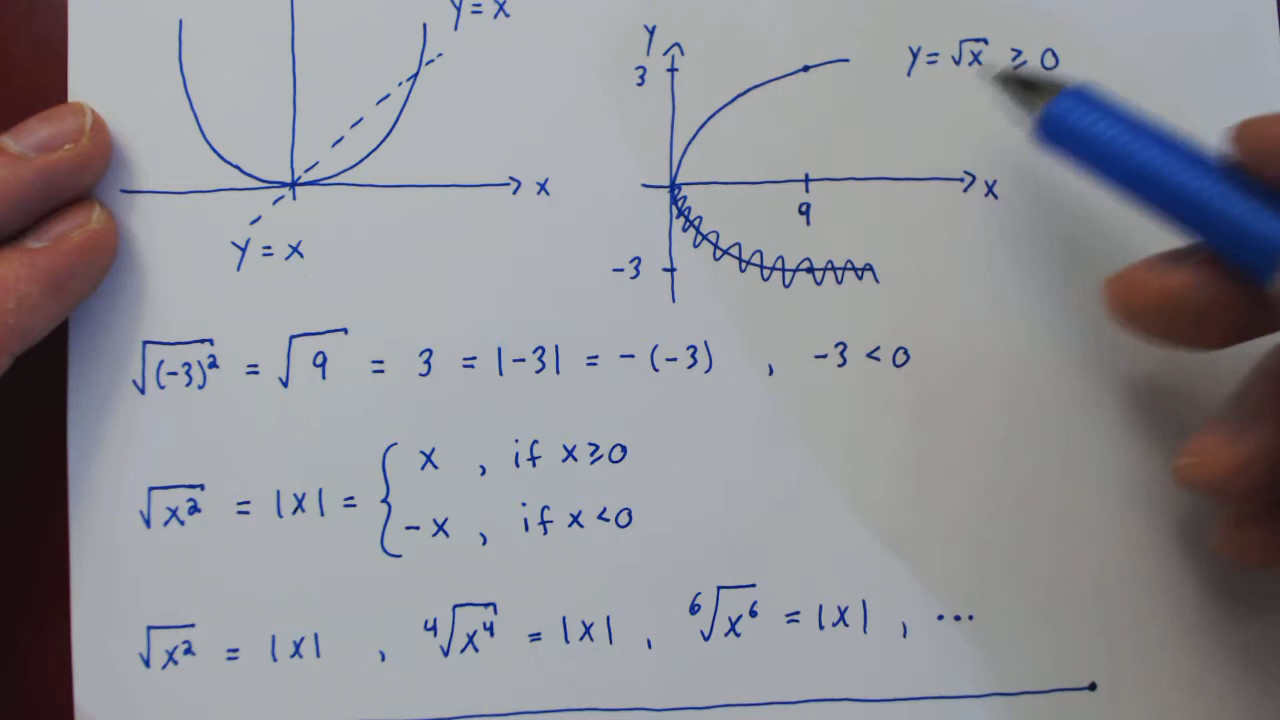 y = x
y
3
y = √x ≥ 0
x
x
9
y = x
-3
√(-3)² = √9 = 3 = |-3| = -(-3) , -3 < 0
√x² = |x| = { x , if x ≥ 0
-x , if x < 0
√x² = |x| , ⁴√x⁴ = |x| , ⁶√x⁶ = |x| , ...